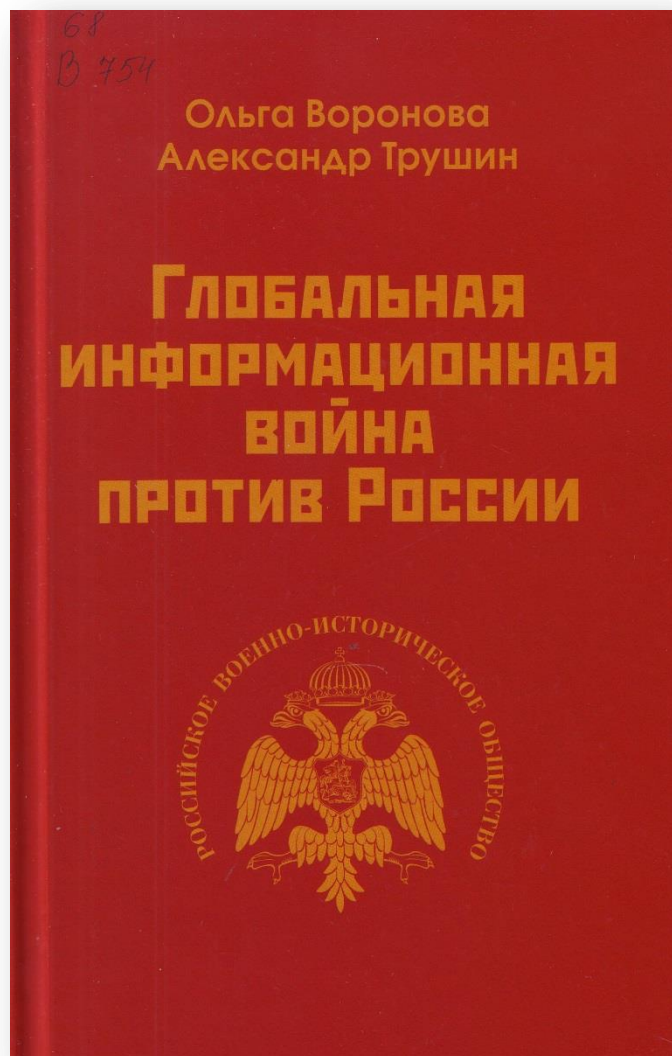 68
В 754
Ольга Воронова
Александр Трушин
Глобальная
информационная
война
против России
РОССИЙСКОЕ ВОЕННО-ИСТОРИЧЕСКОЕ ОБЩЕСТВО